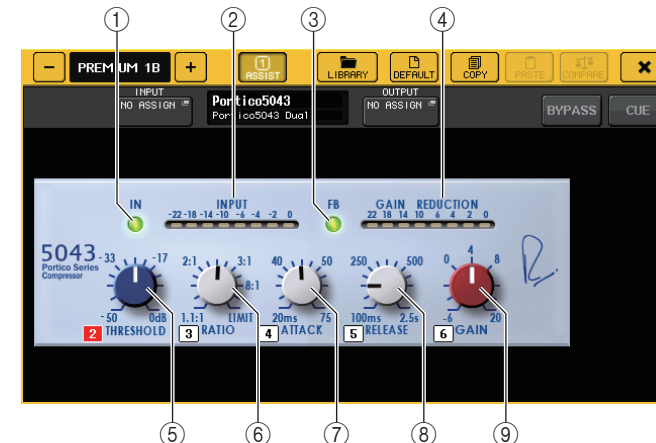 ① ② ③ ④
− PREMIUM 1B + 1 ASSIST LIBRARY DEFAULT COPY PASTE COMPARE ×
INPUT OUTPUT
NO ASSIGN Portico5043 NO ASSIGN
Portico5043 Dual BYPASS CUE
IN INPUT FB GAIN REDUCTION
-22 -18 -14 -10 -6 -4 -2 0 22 18 14 10 6 4 2 0
5043
Portico Series
Compressor
-33 -17 2:1 3:1 40 50 250 500 0 4 8
8:1
-50 0dB 1.1:1 LIMIT 20ms 75 100ms 2.5s -6 20
2 THRESHOLD 3 RATIO 4 ATTACK 5 RELEASE 6 GAIN
⑤ ⑥ ⑦ ⑧ ⑨